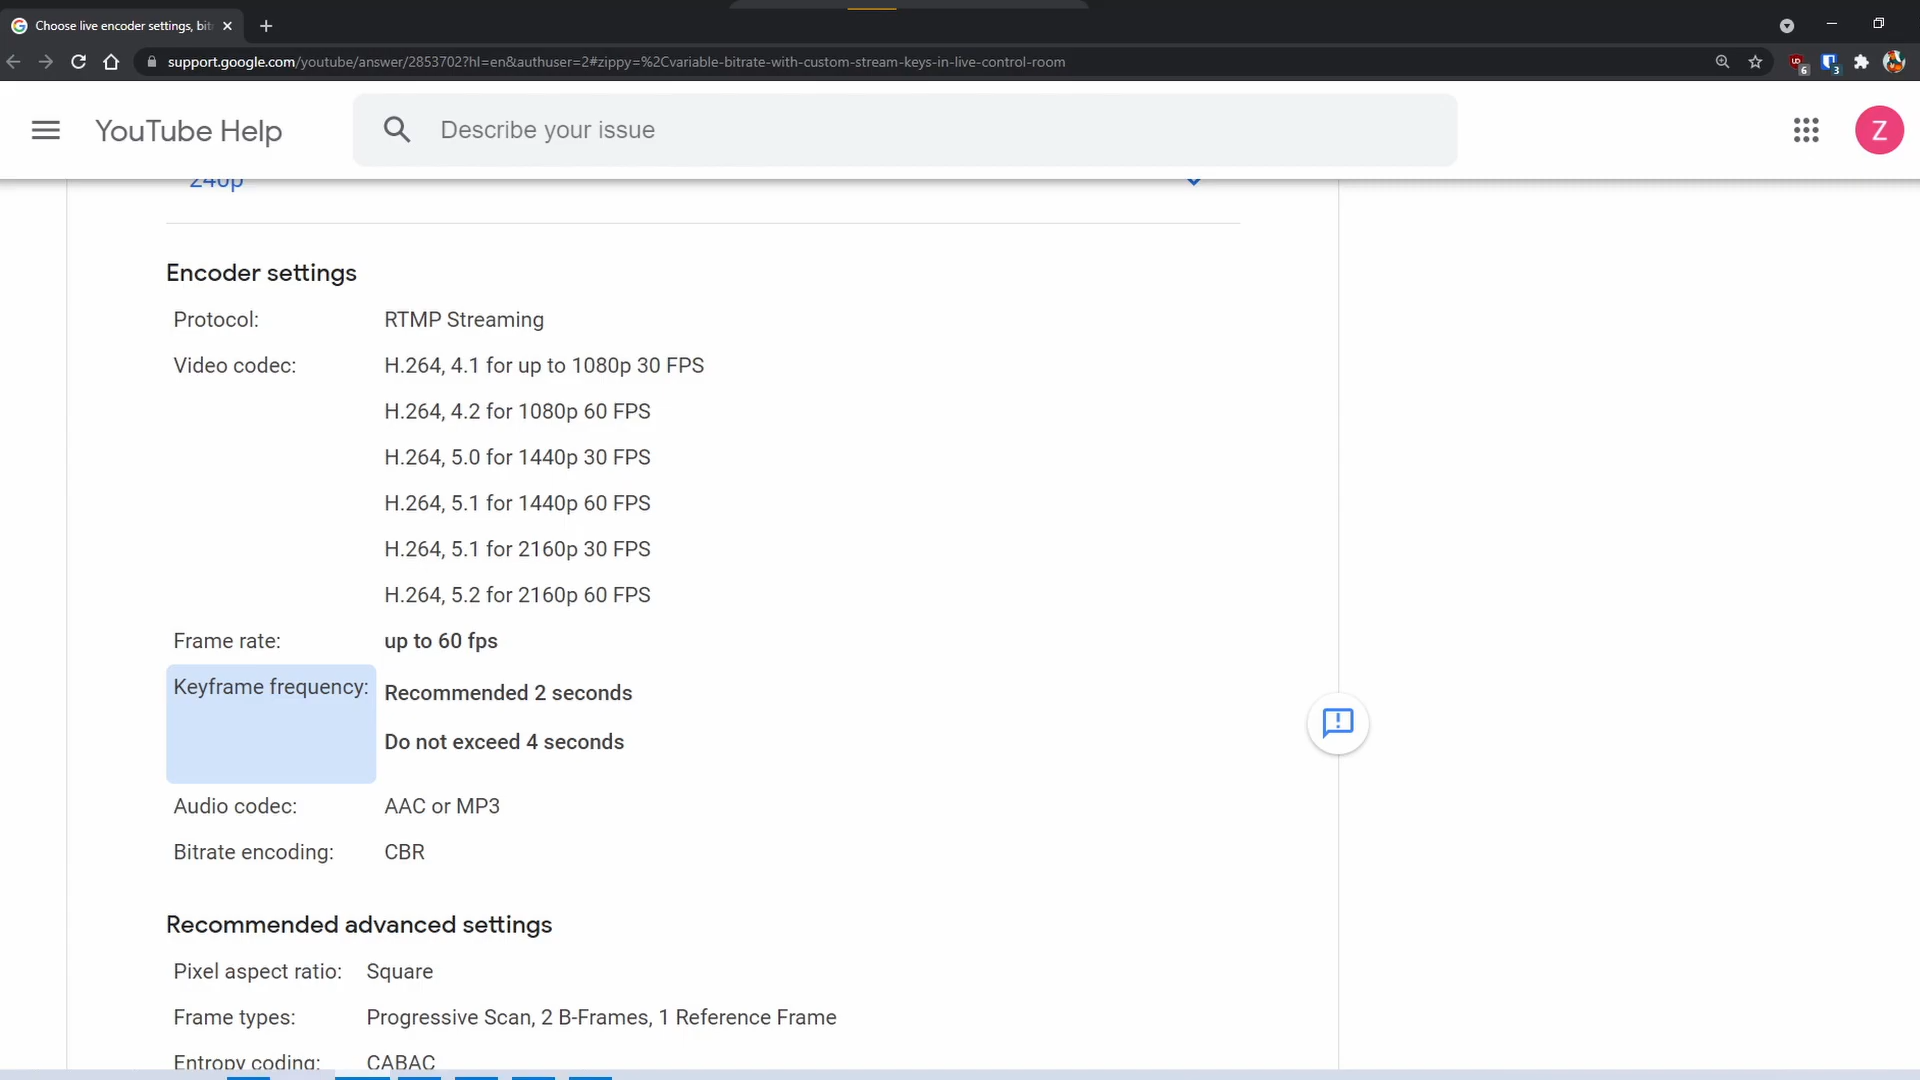 Choose live encoder settings, bit
support.google.com/youtube/answer/2853702?hl=en&authuser=2#zippy=%2Cvariable-bitrate-with-custom-stream-keys-in-live-control-room
6
3
YouTube Help
Describe your issue
Z
240p
Encoder settings
Protocol: RTMP Streaming
Video codec: H.264, 4.1 for up to 1080p 30 FPS
H.264, 4.2 for 1080p 60 FPS
H.264, 5.0 for 1440p 30 FPS
H.264, 5.1 for 1440p 60 FPS
H.264, 5.1 for 2160p 30 FPS
H.264, 5.2 for 2160p 60 FPS
Frame rate: up to 60 fps
Keyframe frequency: Recommended 2 seconds
Do not exceed 4 seconds
Audio codec: AAC or MP3
Bitrate encoding: CBR
Recommended advanced settings
Pixel aspect ratio: Square
Frame types: Progressive Scan, 2 B-Frames, 1 Reference Frame
Entropy coding: CABAC